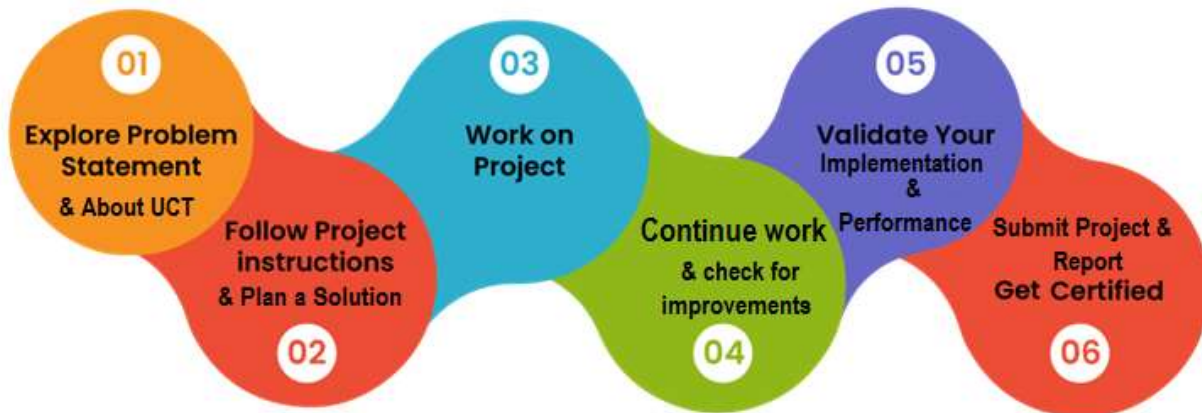 01
Explore Problem
Statement
& About UCT
Follow Project
instructions
& Plan a Solution
02
03
Work on
Project
Continue work
& check for
improvements
04
05
Validate Your
Implementation
&
Performance
Submit Project &
Report
Get Certified
06